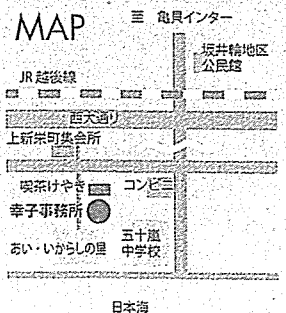 MAP
亀貝インター
坂井輪地区
公民館
JR越後線
西大通り
上新栄町集会所
喫茶けやき
コンビニ
幸子事務所
あい・いからしの里
五十嵐
中学校
日本海